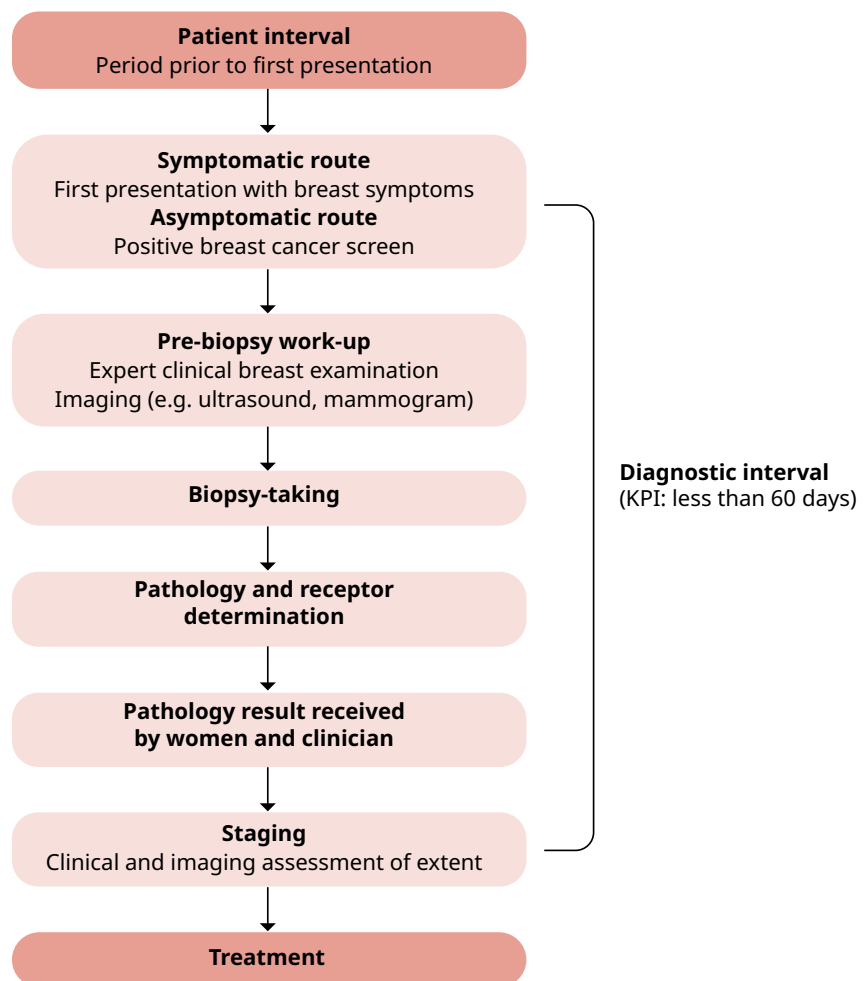 Patient interval
Period prior to first presentation
Symptomatic route
First presentation with breast symptoms
Asymptomatic route
Positive breast cancer screen
Pre-biopsy work-up
Expert clinical breast examination
Imaging (e.g. ultrasound, mammogram)
Biopsy-taking
Diagnostic interval
(KPI: less than 60 days)
Pathology and receptor
determination
Pathology result received
by women and clinician
Staging
Clinical and imaging assessment of extent
Treatment